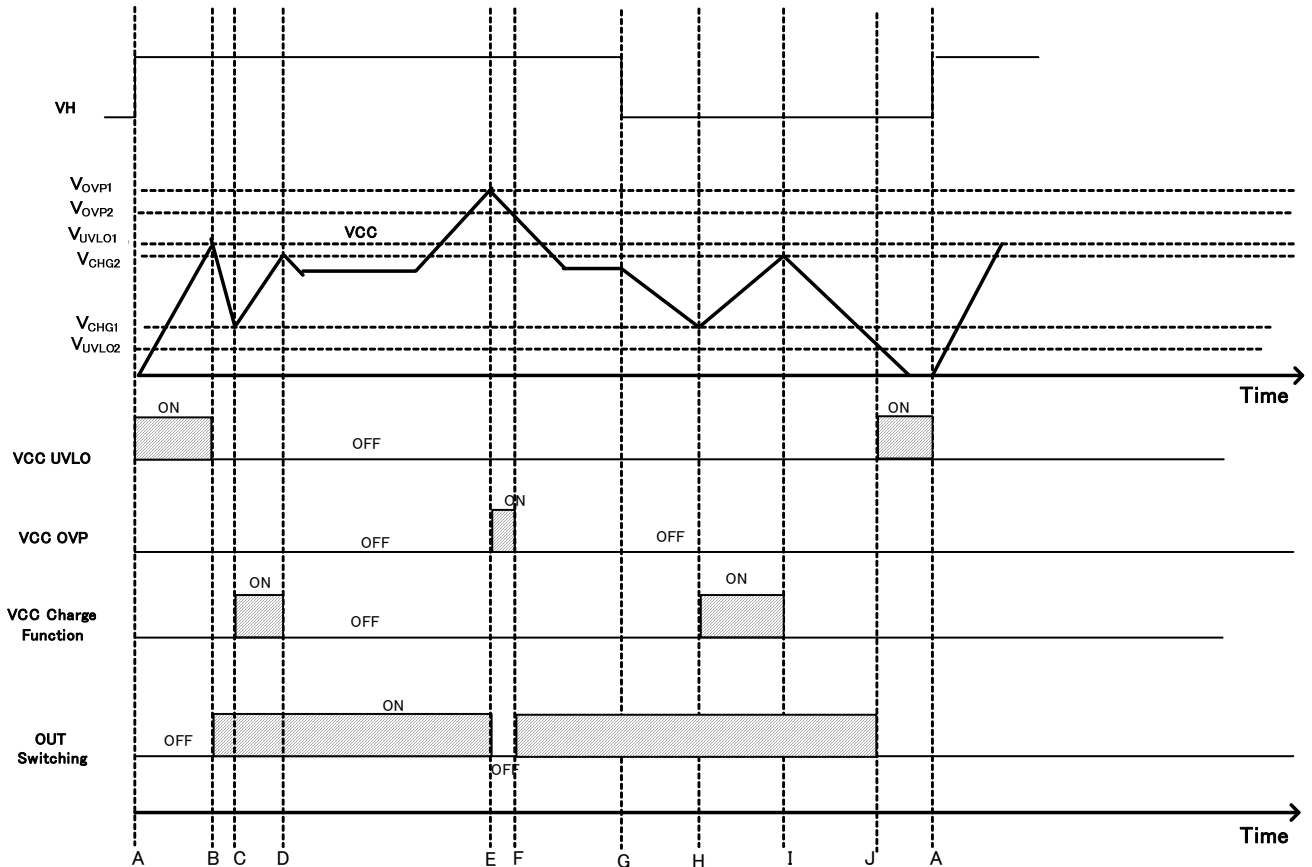 VH
VOVP1
VOVP2
VUVLO1
VCC
VCHG2
VCHG1
VUVLO2
Time
ON
ON
OFF
VCC UVLO
ON
VCC OVP
OFF
OFF
ON
ON
VCC Charge
Function
OFF
ON
OUT
Switching
OFF
OFF
Time
A
B
C
D
E
F
G
H
I
J
A